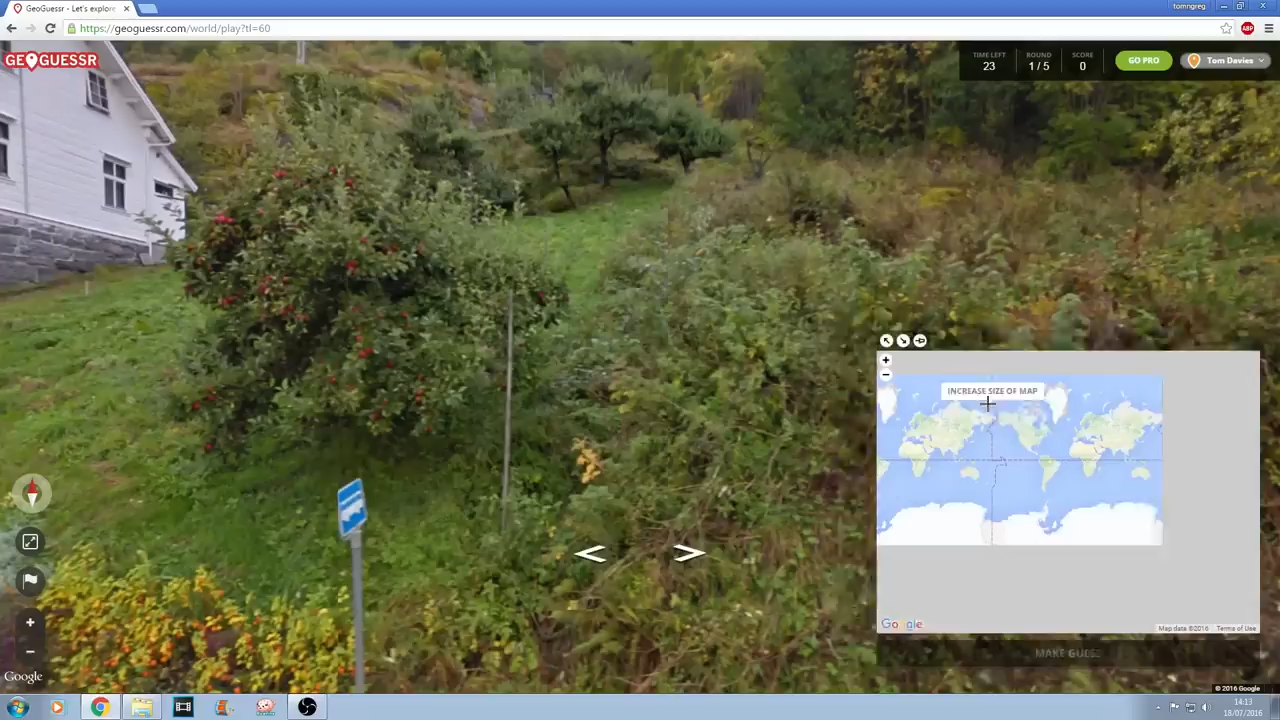 GeoGuessr - Let's explore
tomngreg
https://geoguessr.com/world/play?tl=60
ABP
GEOGUESSR
TIME LEFT
23
ROUND
1 / 5
SCORE
0
GO PRO
Tom Davies
INCREASE SIZE OF MAP
Google
Map data ©2016
Terms of Use
MAKE GUESS
Google
© 2016 Google
14:13
18/07/2016